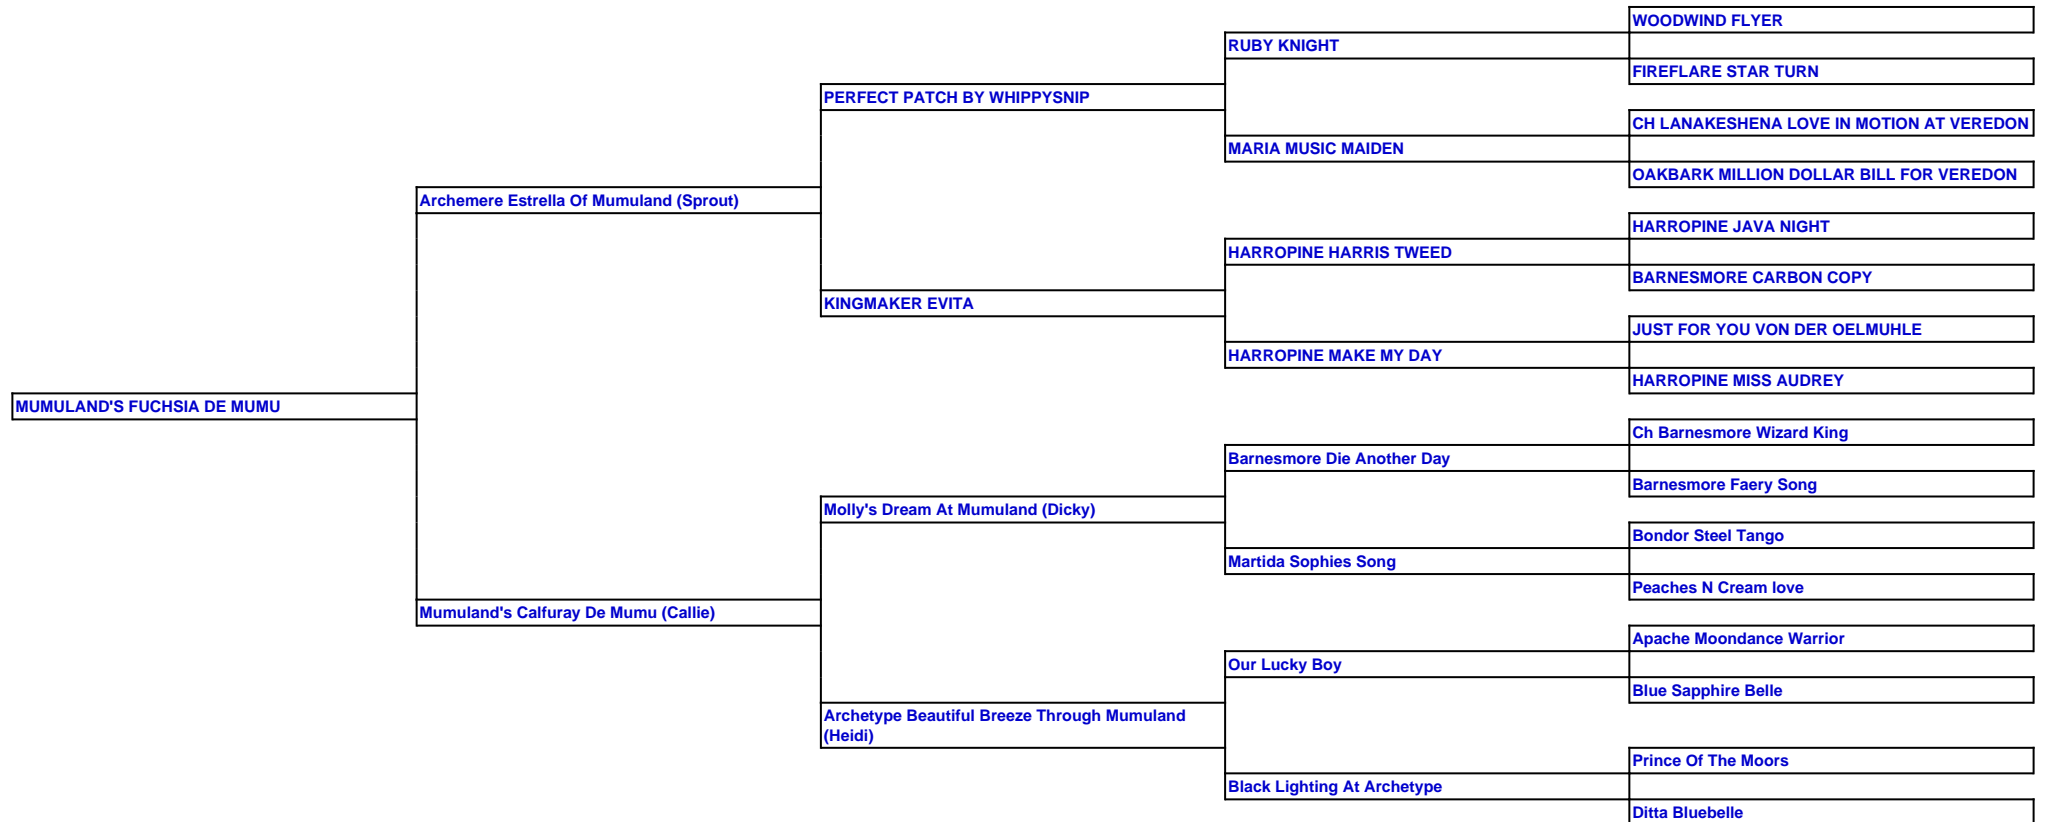 WOODWIND FLYER
RUBY KNIGHT
FIREFLARE STAR TURN
PERFECT PATCH BY WHIPPYSNIP
CH LANAKESHENA LOVE IN MOTION AT VEREDON
MARIA MUSIC MAIDEN
OAKBARK MILLION DOLLAR BILL FOR VEREDON
Archemere Estrella Of Mumuland (Sprout)
HARROPINE JAVA NIGHT
HARROPINE HARRIS TWEED
BARNESMORE CARBON COPY
KINGMAKER EVITA
JUST FOR YOU VON DER OELMUHLE
HARROPINE MAKE MY DAY
HARROPINE MISS AUDREY
MUMULAND'S FUCHSIA DE MUMU
Ch Barnesmore Wizard King
Barnesmore Die Another Day
Barnesmore Faery Song
Molly's Dream At Mumuland (Dicky)
Bondor Steel Tango
Martida Sophies Song
Peaches N Cream love
Mumuland's Calfuray De Mumu (Callie)
Apache Moondance Warrior
Our Lucky Boy
Blue Sapphire Belle
Archetype Beautiful Breeze Through Mumuland
(Heidi)
Prince Of The Moors
Black Lighting At Archetype
Ditta Bluebelle